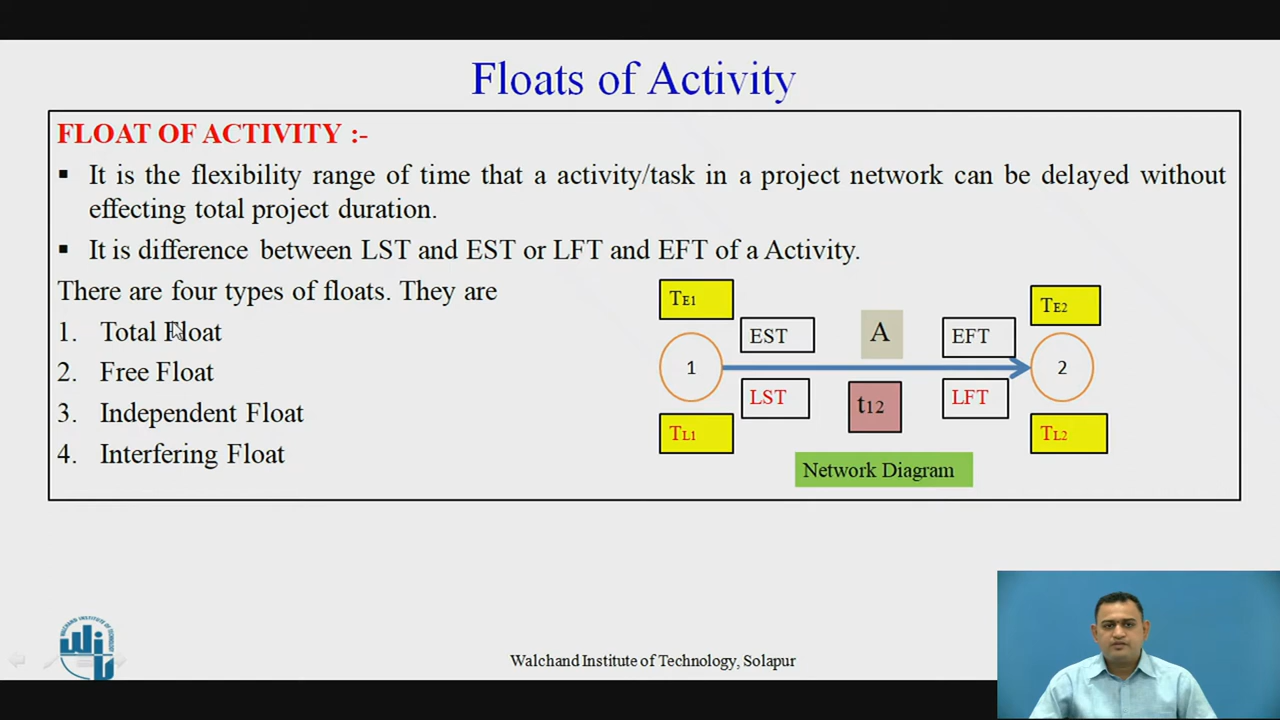 Floats of Activity
FLOAT OF ACTIVITY :-
▪ It is the flexibility range of time that a activity/task in a project network can be delayed without
effecting total project duration.
▪ It is difference between LST and EST or LFT and EFT of a Activity.
There are four types of floats. They are
1. Total Float
2. Free Float
3. Independent Float
4. Interfering Float
TE1
TE2
EST
A
EFT
1
2
LST
t12
LFT
TL1
TL2
Network Diagram
WALCHAND INSTITUTE OF TECHNOLOGY
Walchand Institute of Technology, Solapur